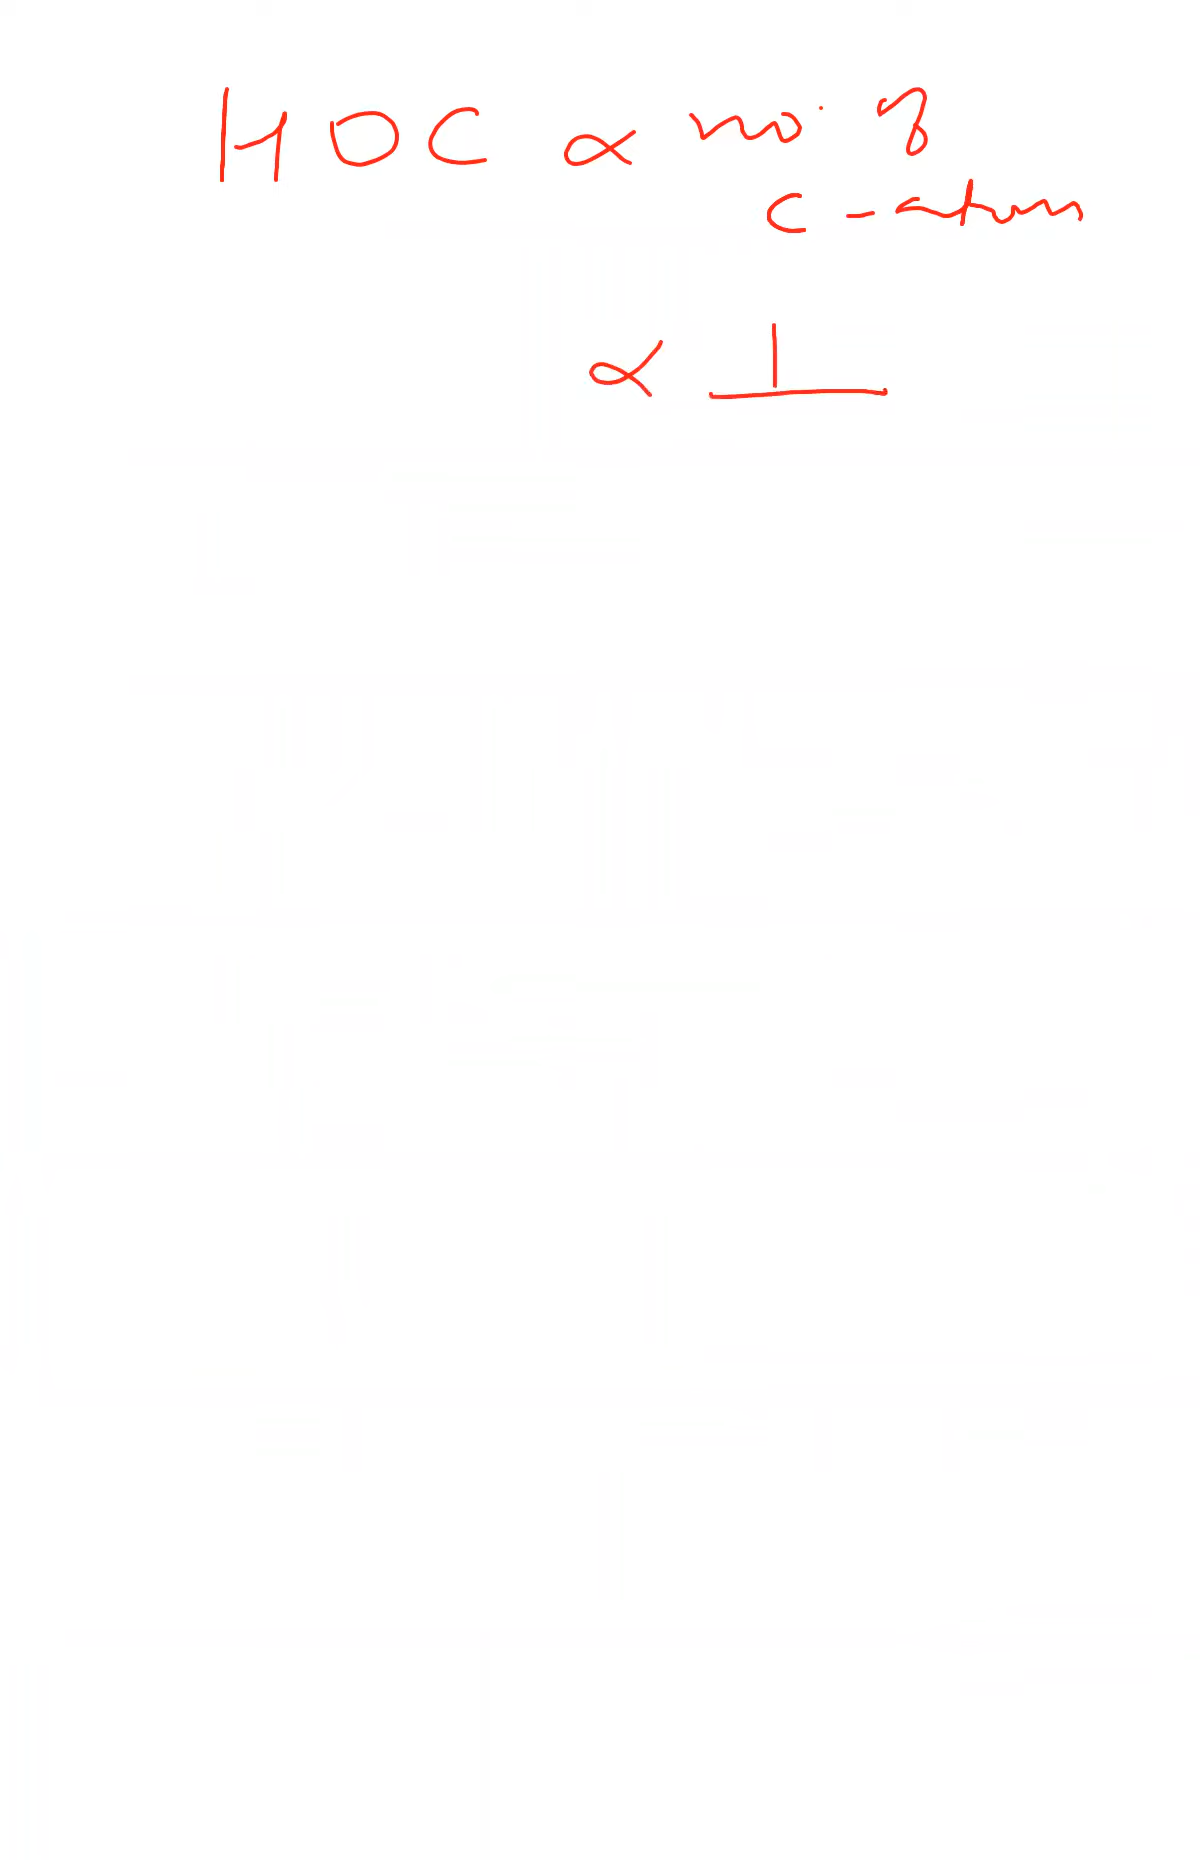 HOC ∝ no. of
C-atoms
∝ 1